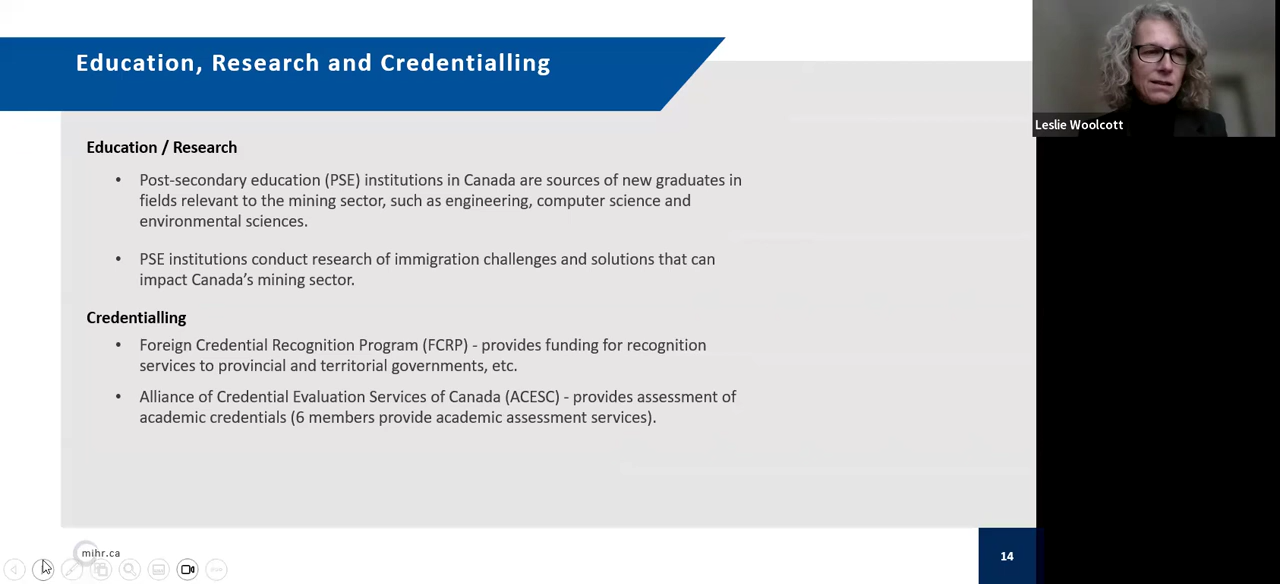 Education, Research and Credentialling
Leslie Woolcott
Education / Research
• Post-secondary education (PSE) institutions in Canada are sources of new graduates in
fields relevant to the mining sector, such as engineering, computer science and
environmental sciences.
• PSE institutions conduct research of immigration challenges and solutions that can
impact Canada's mining sector.
Credentialling
• Foreign Credential Recognition Program (FCRP) - provides funding for recognition
services to provincial and territorial governments, etc.
• Alliance of Credential Evaluation Services of Canada (ACESC) - provides assessment of
academic credentials (6 members provide academic assessment services).
mihr.ca
14